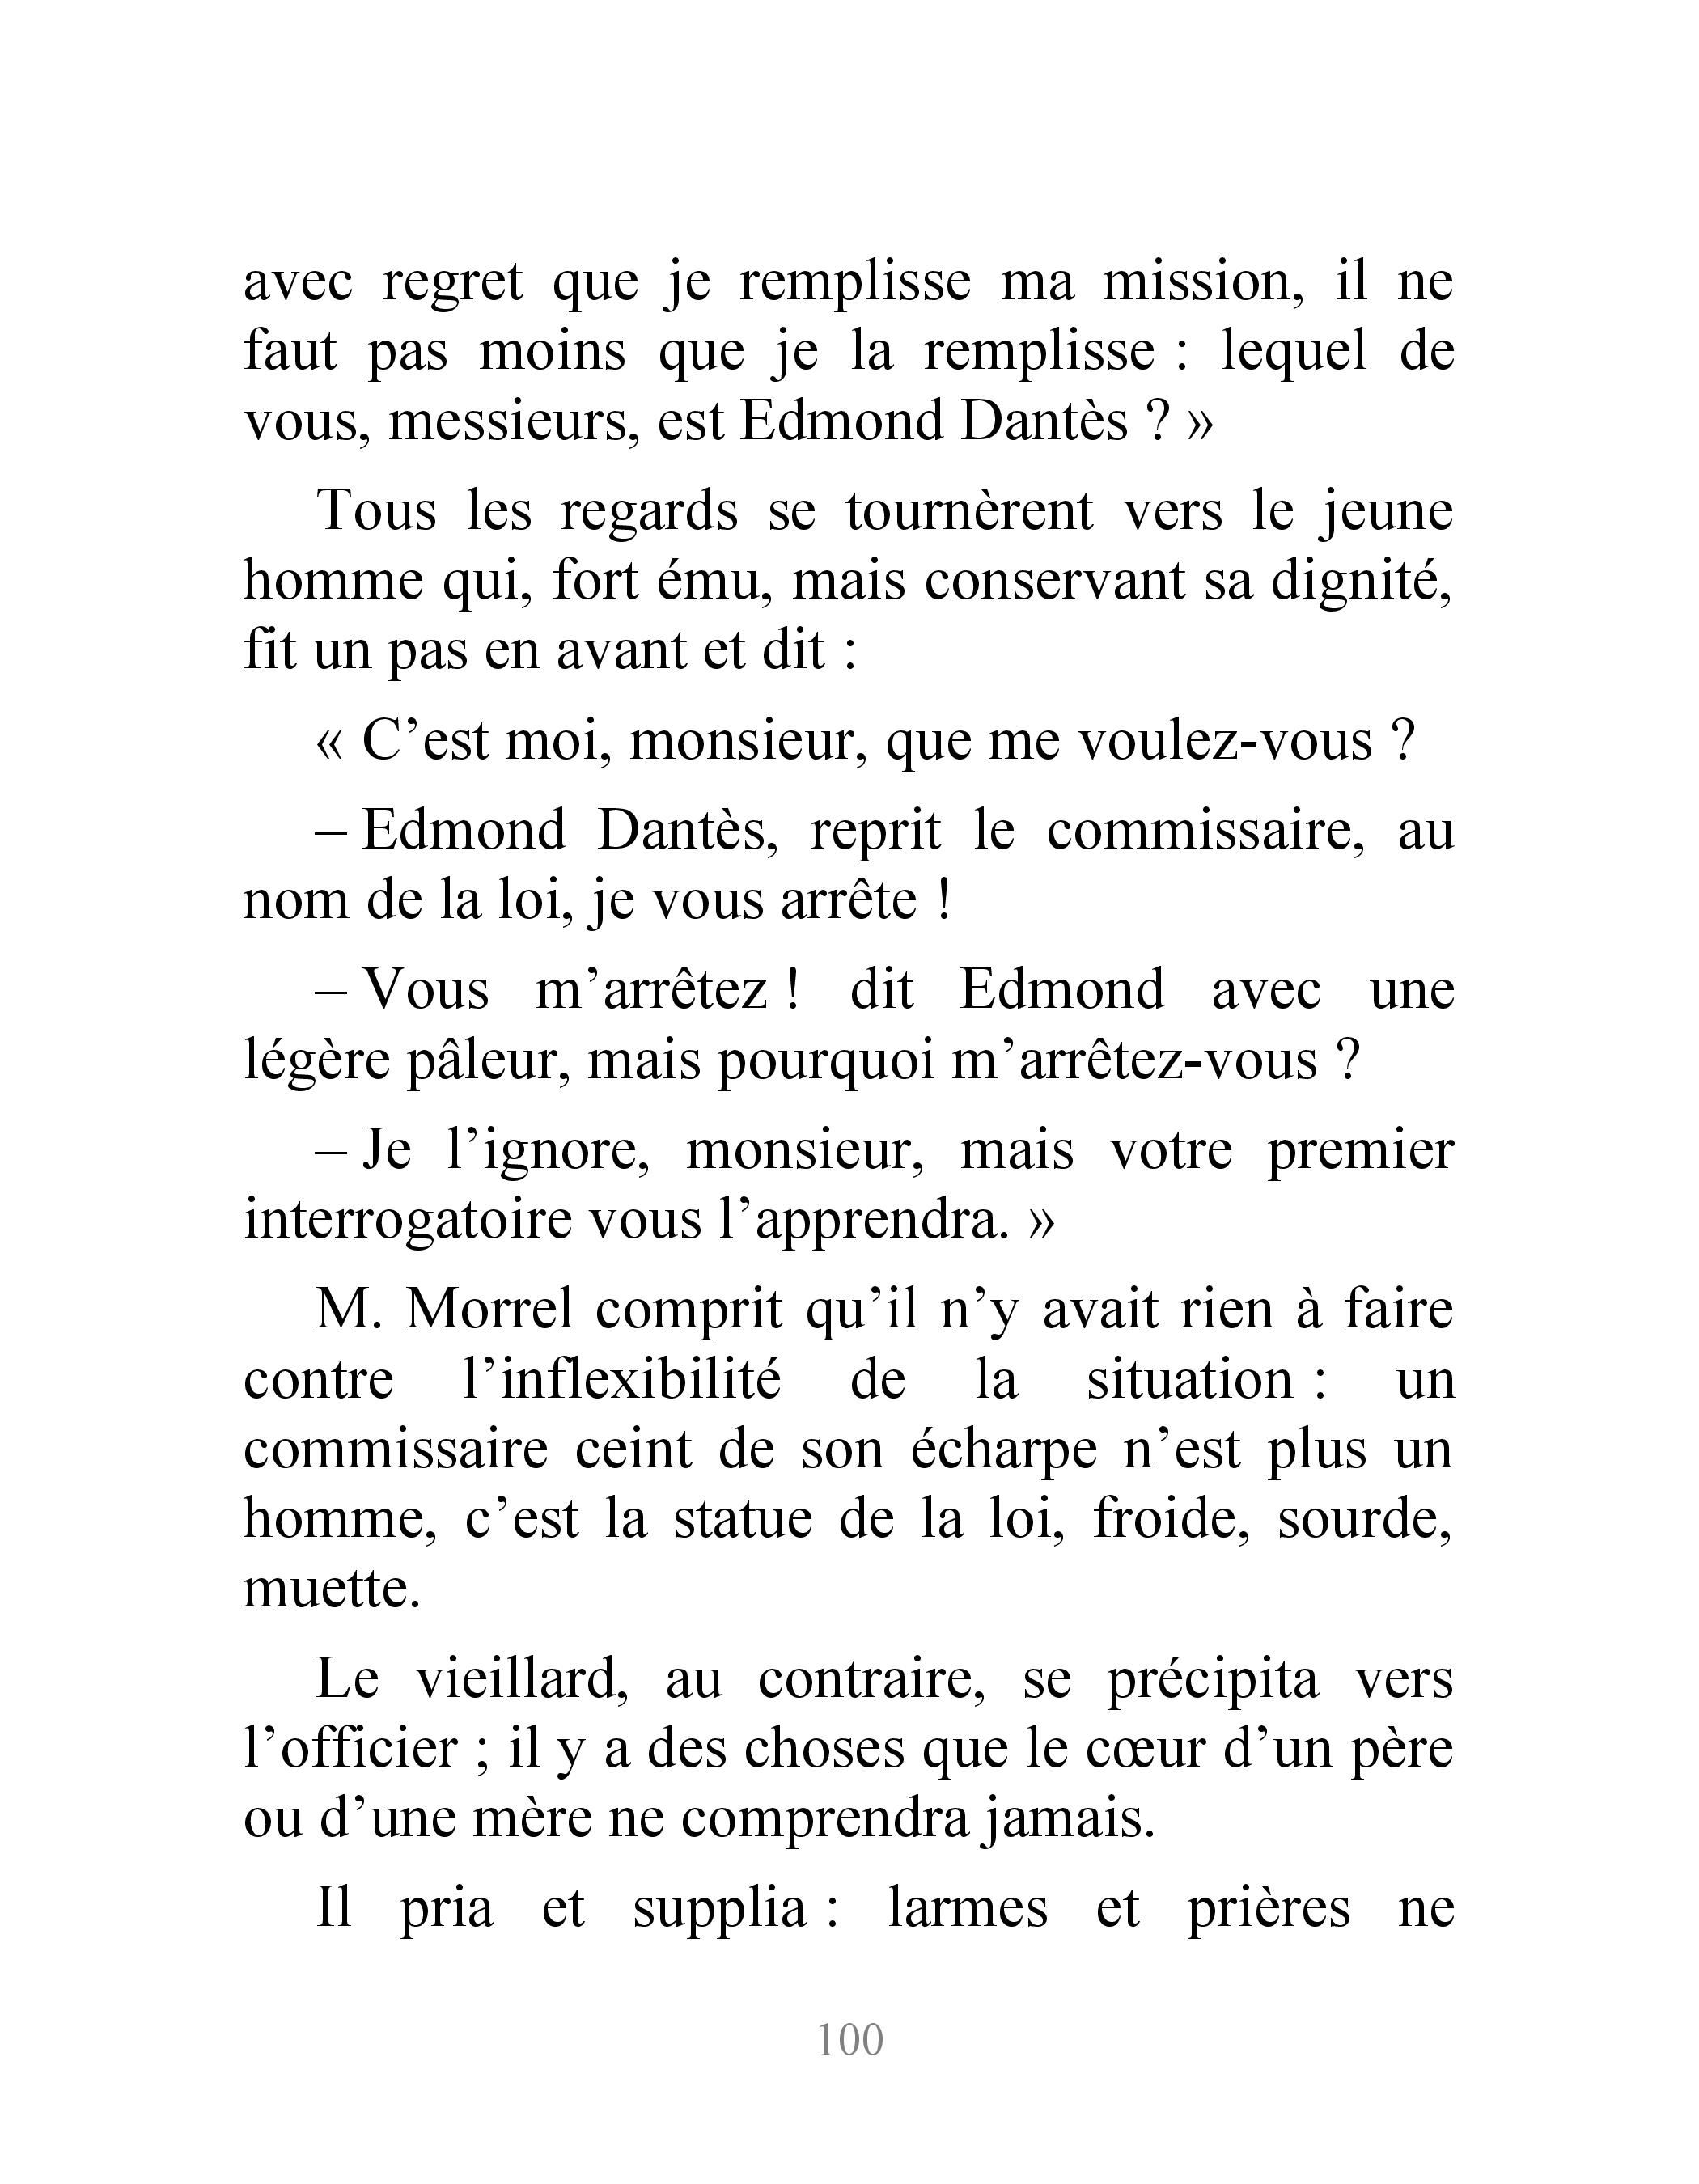 avec regret que je remplisse ma mission, il ne
faut pas moins que je la remplisse : lequel de
vous, messieurs, est Edmond Dantès ? »
Tous les regards se tournèrent vers le jeune
homme qui, fort ému, mais conservant sa dignité,
fit un pas en avant et dit :
« C’est moi, monsieur, que me voulez-vous ?
– Edmond Dantès, reprit le commissaire, au
nom de la loi, je vous arrête !
– Vous m’arrêtez ! dit Edmond avec une
légère pâleur, mais pourquoi m’arrêtez-vous ?
– Je l’ignore, monsieur, mais votre premier
interrogatoire vous l’apprendra. »
M. Morrel comprit qu’il n’y avait rien à faire
contre l’inflexibilité de la situation : un
commissaire ceint de son écharpe n’est plus un
homme, c’est la statue de la loi, froide, sourde,
muette.
Le vieillard, au contraire, se précipita vers
l’officier ; il y a des choses que le cœur d’un père
ou d’une mère ne comprendra jamais.
Il pria et supplia : larmes et prières ne
100